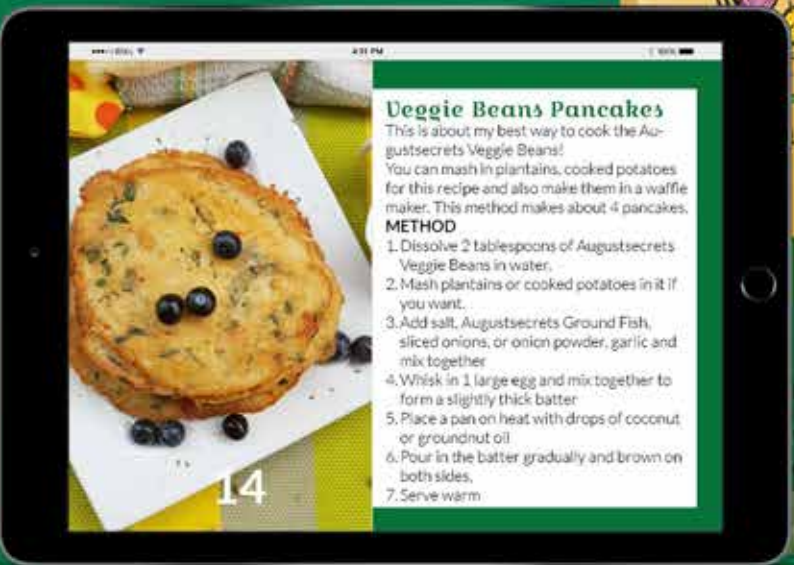 4:21 PM
Veggie Beans Pancakes
This is about my best way to cook the Au-
gustsecrets Veggie Beans!
You can mash in plantains, cooked potatoes
for this recipe and also make them in a waffle
maker. This method makes about 4 pancakes.
METHOD
1. Dissolve 2 tablespoons of Augustsecrets
Veggie Beans in water.
2. Mash plantains or cooked potatoes in it if
you want.
3. Add salt, Augustsecrets Ground Fish,
sliced onions, or onion powder, garlic and
mix together
4. Whisk in 1 large egg and mix together to
form a slightly thick batter
5. Place a pan on heat with drops of coconut
or groundnut oil
6. Pour in the batter gradually and brown on
both sides.
7. Serve warm
14